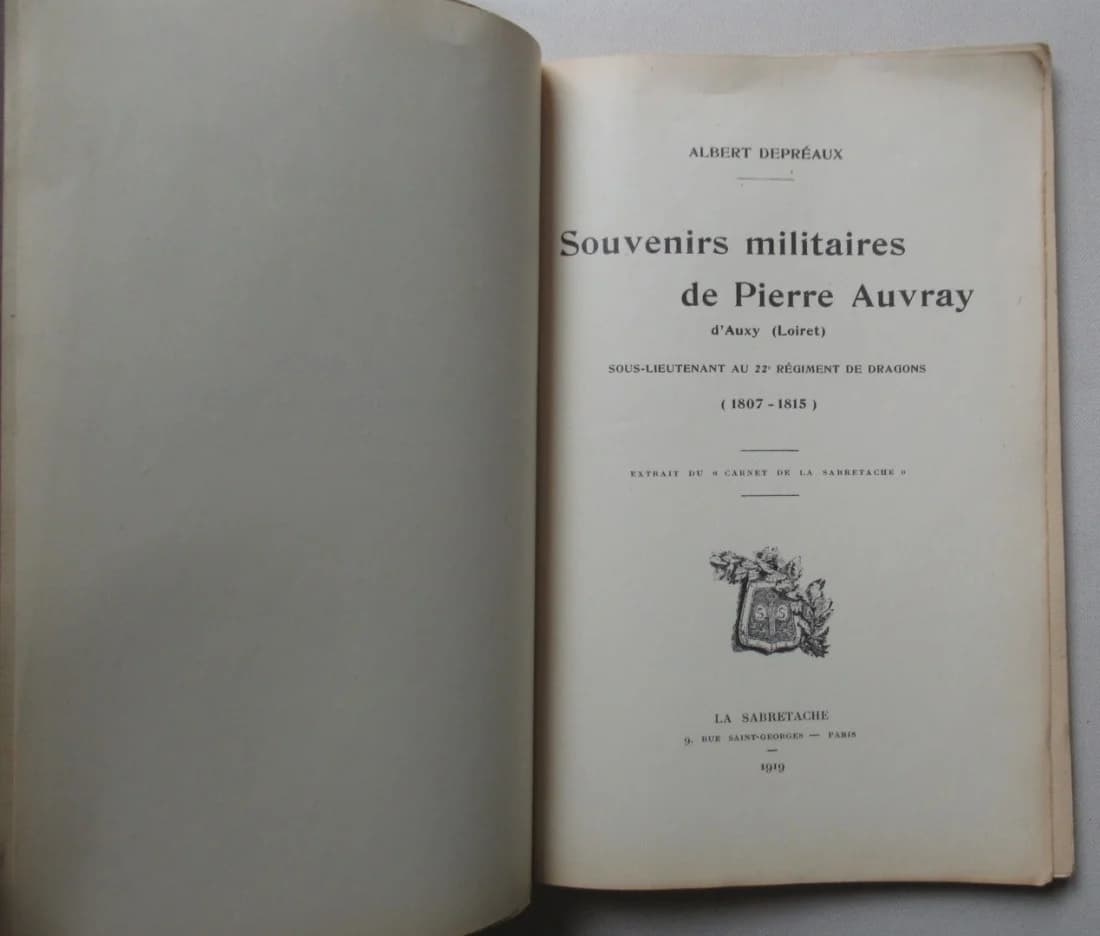 ALBERT DEPRÉAUX
Souvenirs militaires
de Pierre Auvray
d'Auxy (Loiret)
SOUS-LIEUTENANT AU 22e RÉGIMENT DE DRAGONS
( 1807 - 1815 )
EXTRAIT DU « CARNET DE LA SABRETACHE »
LA SABRETACHE
9, RUE SAINT-GEORGES — PARIS
1919